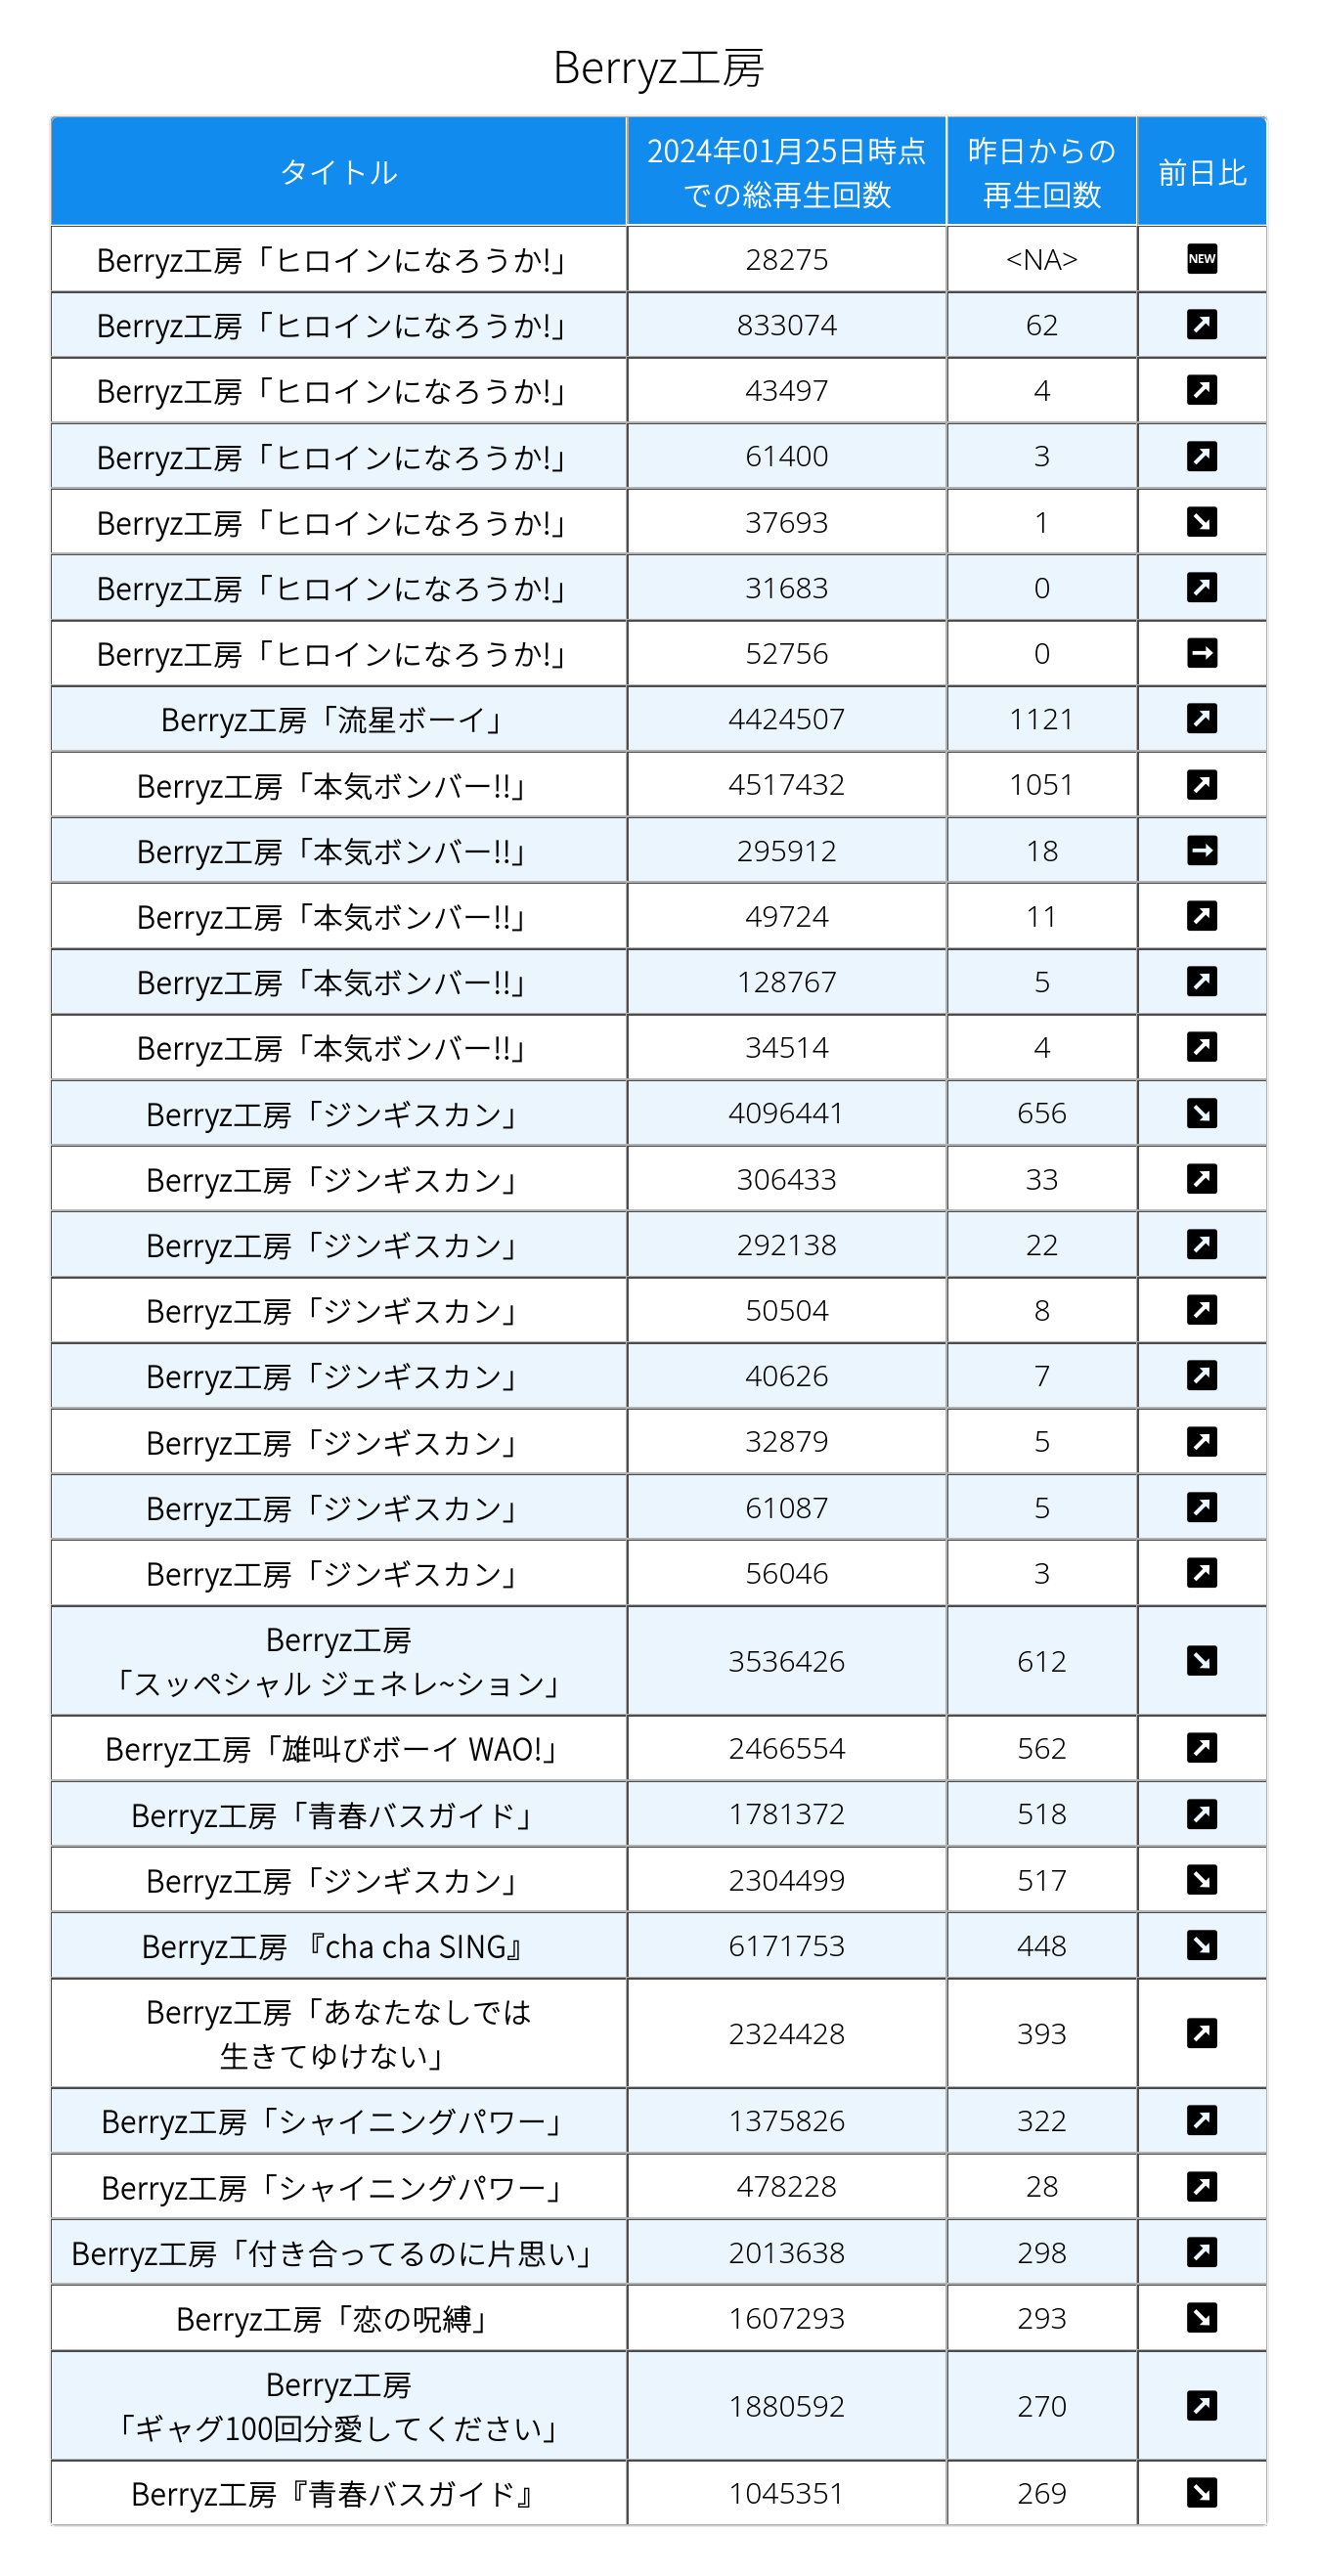 Berryz工房
タイトル 2024年01月25日時点での総再生回数 昨日からの再生回数 前日比
Berryz工房「ヒロインになろうか!」 28275 <NA> NEW
Berryz工房「ヒロインになろうか!」 833074 62 ↗
Berryz工房「ヒロインになろうか!」 43497 4 ↗
Berryz工房「ヒロインになろうか!」 61400 3 ↗
Berryz工房「ヒロインになろうか!」 37693 1 ↘
Berryz工房「ヒロインになろうか!」 31683 0 ↗
Berryz工房「ヒロインになろうか!」 52756 0 →
Berryz工房「流星ボーイ」 4424507 1121 ↗
Berryz工房「本気ボンバー!!」 4517432 1051 ↗
Berryz工房「本気ボンバー!!」 295912 18 →
Berryz工房「本気ボンバー!!」 49724 11 ↗
Berryz工房「本気ボンバー!!」 128767 5 ↗
Berryz工房「本気ボンバー!!」 34514 4 ↗
Berryz工房「ジンギスカン」 4096441 656 ↘
Berryz工房「ジンギスカン」 306433 33 ↗
Berryz工房「ジンギスカン」 292138 22 ↗
Berryz工房「ジンギスカン」 50504 8 ↗
Berryz工房「ジンギスカン」 40626 7 ↗
Berryz工房「ジンギスカン」 32879 5 ↗
Berryz工房「ジンギスカン」 61087 5 ↗
Berryz工房「ジンギスカン」 56046 3 ↗
Berryz工房
「スッペシャル ジェネレ~ション」 3536426 612 ↘
Berryz工房「雄叫びボーイ WAO!」 2466554 562 ↗
Berryz工房「青春バスガイド」 1781372 518 ↗
Berryz工房「ジンギスカン」 2304499 517 ↘
Berryz工房 『cha cha SING』 6171753 448 ↘
Berryz工房「あなたなしでは
生きてゆけない」 2324428 393 ↗
Berryz工房「シャイニングパワー」 1375826 322 ↗
Berryz工房「シャイニングパワー」 478228 28 ↗
Berryz工房「付き合ってるのに片思い」 2013638 298 ↗
Berryz工房「恋の呪縛」 1607293 293 ↘
Berryz工房
「ギャグ100回分愛してください」 1880592 270 ↗
Berryz工房『青春バスガイド』 1045351 269 ↘